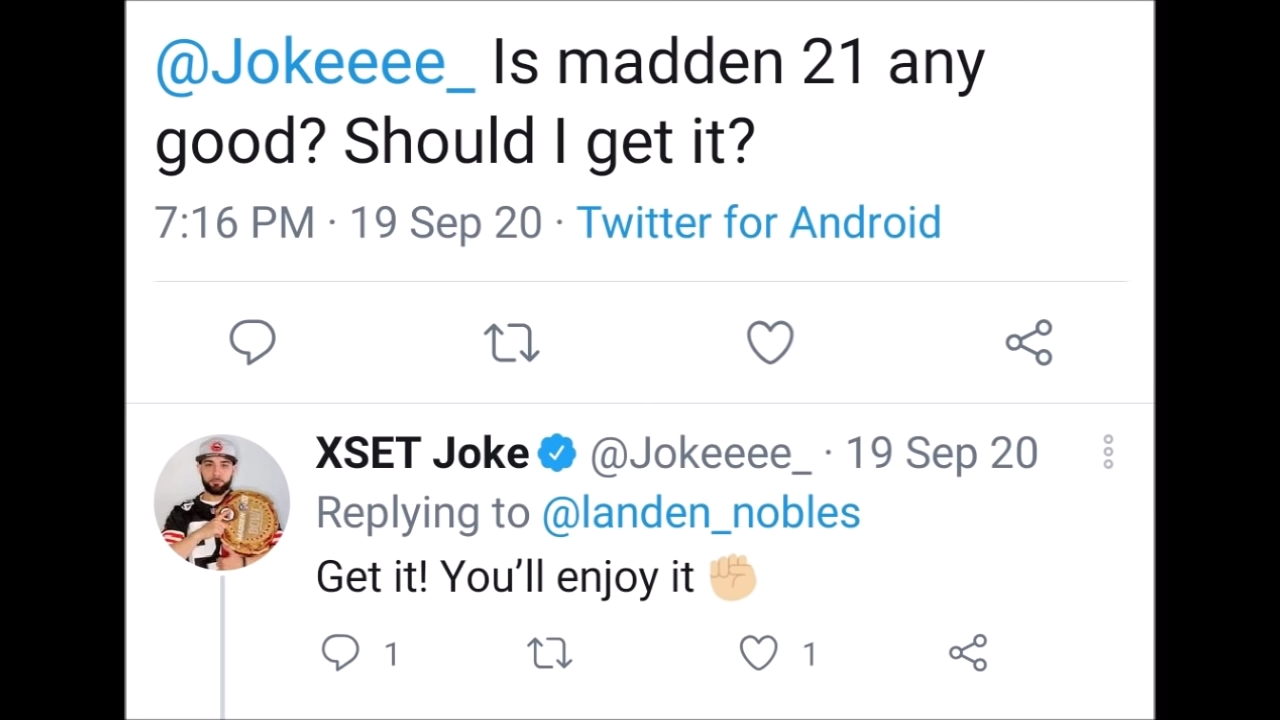 @Jokeeee_ Is madden 21 any
good? Should I get it?
7:16 PM · 19 Sep 20 · Twitter for Android
XSET Joke @Jokeeee_ · 19 Sep 20
Replying to @landen_nobles
Get it! You’ll enjoy it ✊🏼
1 1